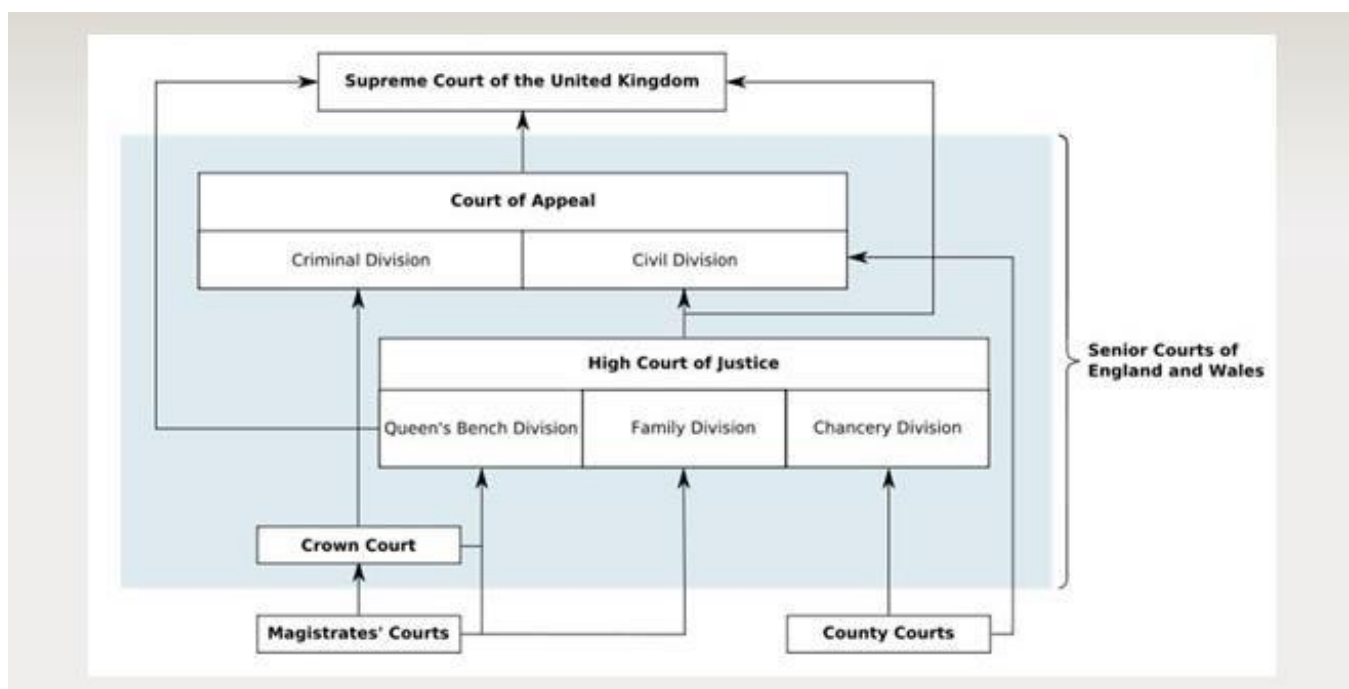 Supreme Court of the United Kingdom
Court of Appeal
Criminal Division
Civil Division
High Court of Justice
Queen's Bench Division
Family Division
Chancery Division
Senior Courts of
England and Wales
Crown Court
Magistrates' Courts
County Courts